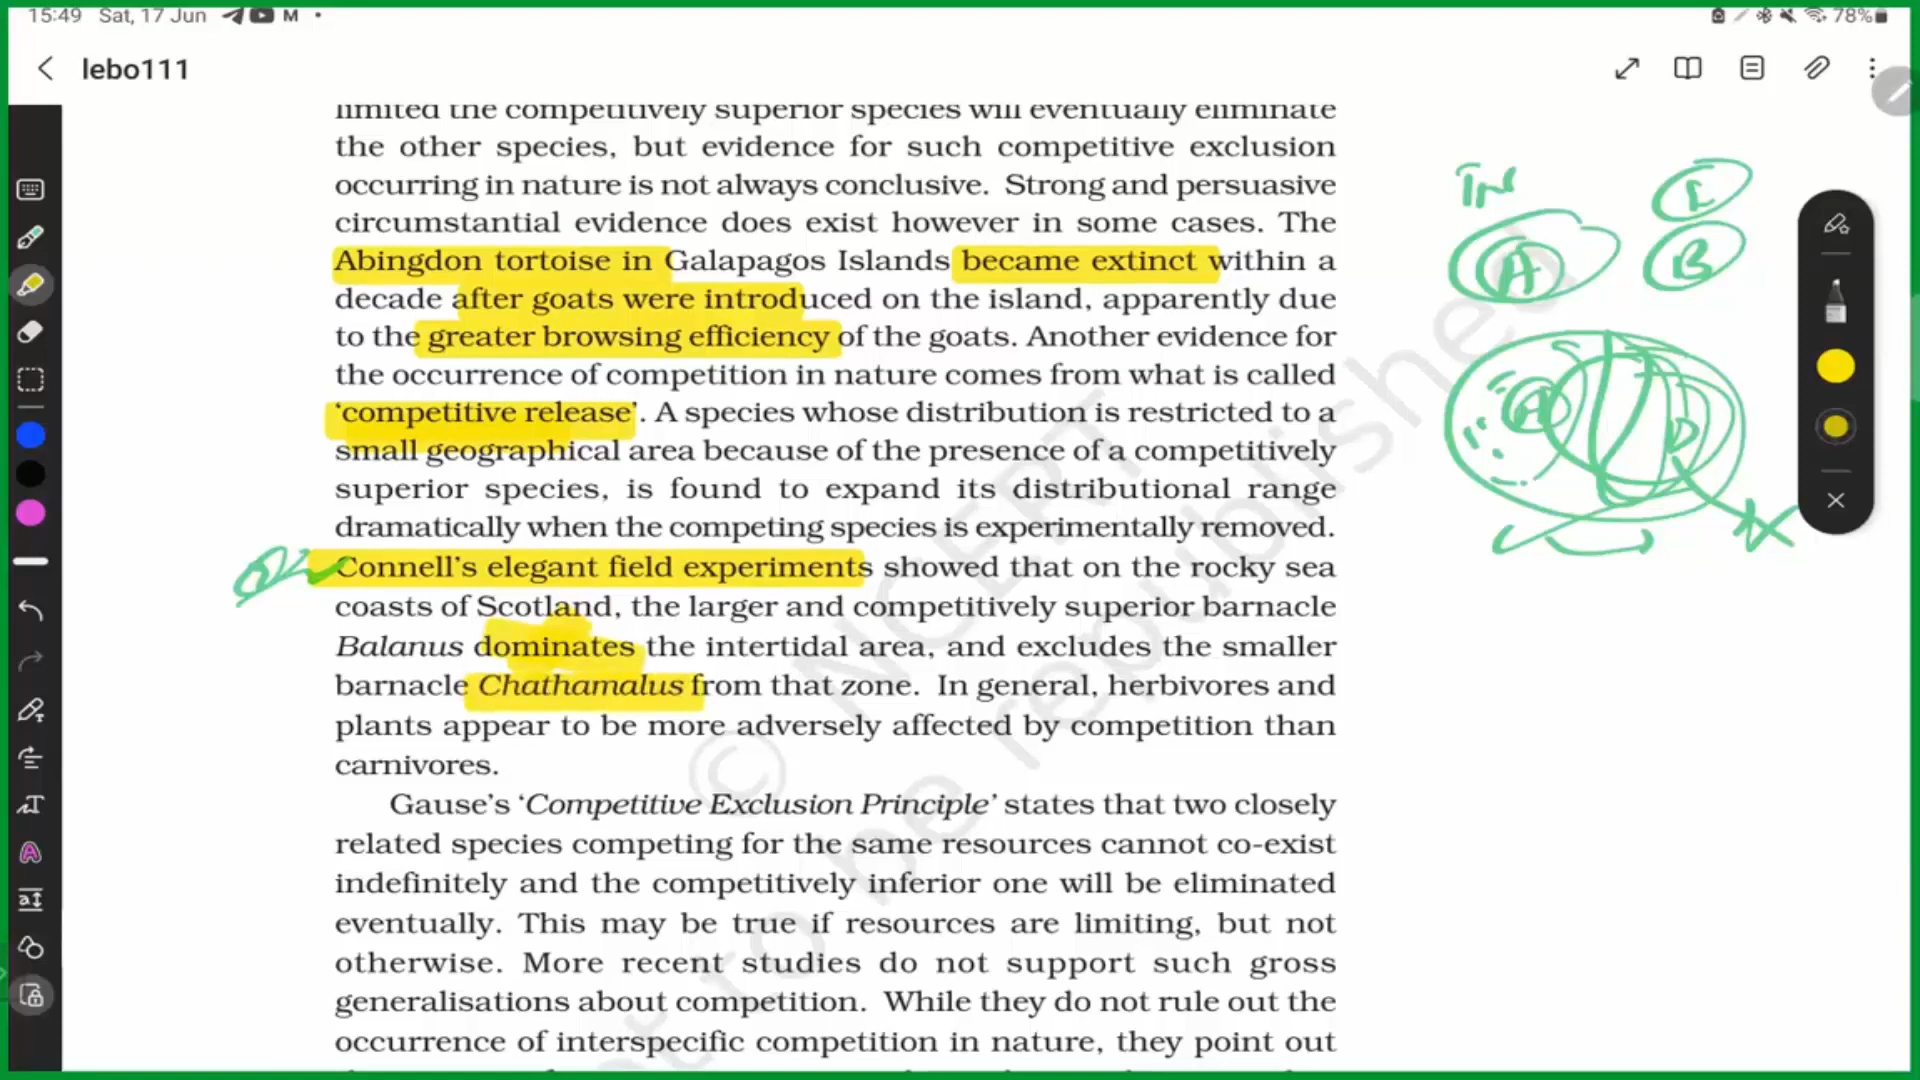 15:49 Sat, 17 Jun M • 78%
lebo111
limited the competitively superior species will eventually eliminate
the other species, but evidence for such competitive exclusion
occurring in nature is not always conclusive. Strong and persuasive
circumstantial evidence does exist however in some cases. The
Abingdon tortoise in Galapagos Islands became extinct within a
decade after goats were introduced on the island, apparently due
to the greater browsing efficiency of the goats. Another evidence for
the occurrence of competition in nature comes from what is called
‘competitive release’. A species whose distribution is restricted to a
small geographical area because of the presence of a competitively
superior species, is found to expand its distributional range
dramatically when the competing species is experimentally removed.
Connell’s elegant field experiments showed that on the rocky sea
coasts of Scotland, the larger and competitively superior barnacle
Balanus dominates the intertidal area, and excludes the smaller
barnacle Chathamalus from that zone. In general, herbivores and
plants appear to be more adversely affected by competition than
carnivores.
Gause’s ‘Competitive Exclusion Principle’ states that two closely
related species competing for the same resources cannot co-exist
indefinitely and the competitively inferior one will be eliminated
eventually. This may be true if resources are limiting, but not
otherwise. More recent studies do not support such gross
generalisations about competition. While they do not rule out the
occurrence of interspecific competition in nature, they point out
A
B
© NCERT
not to be republished